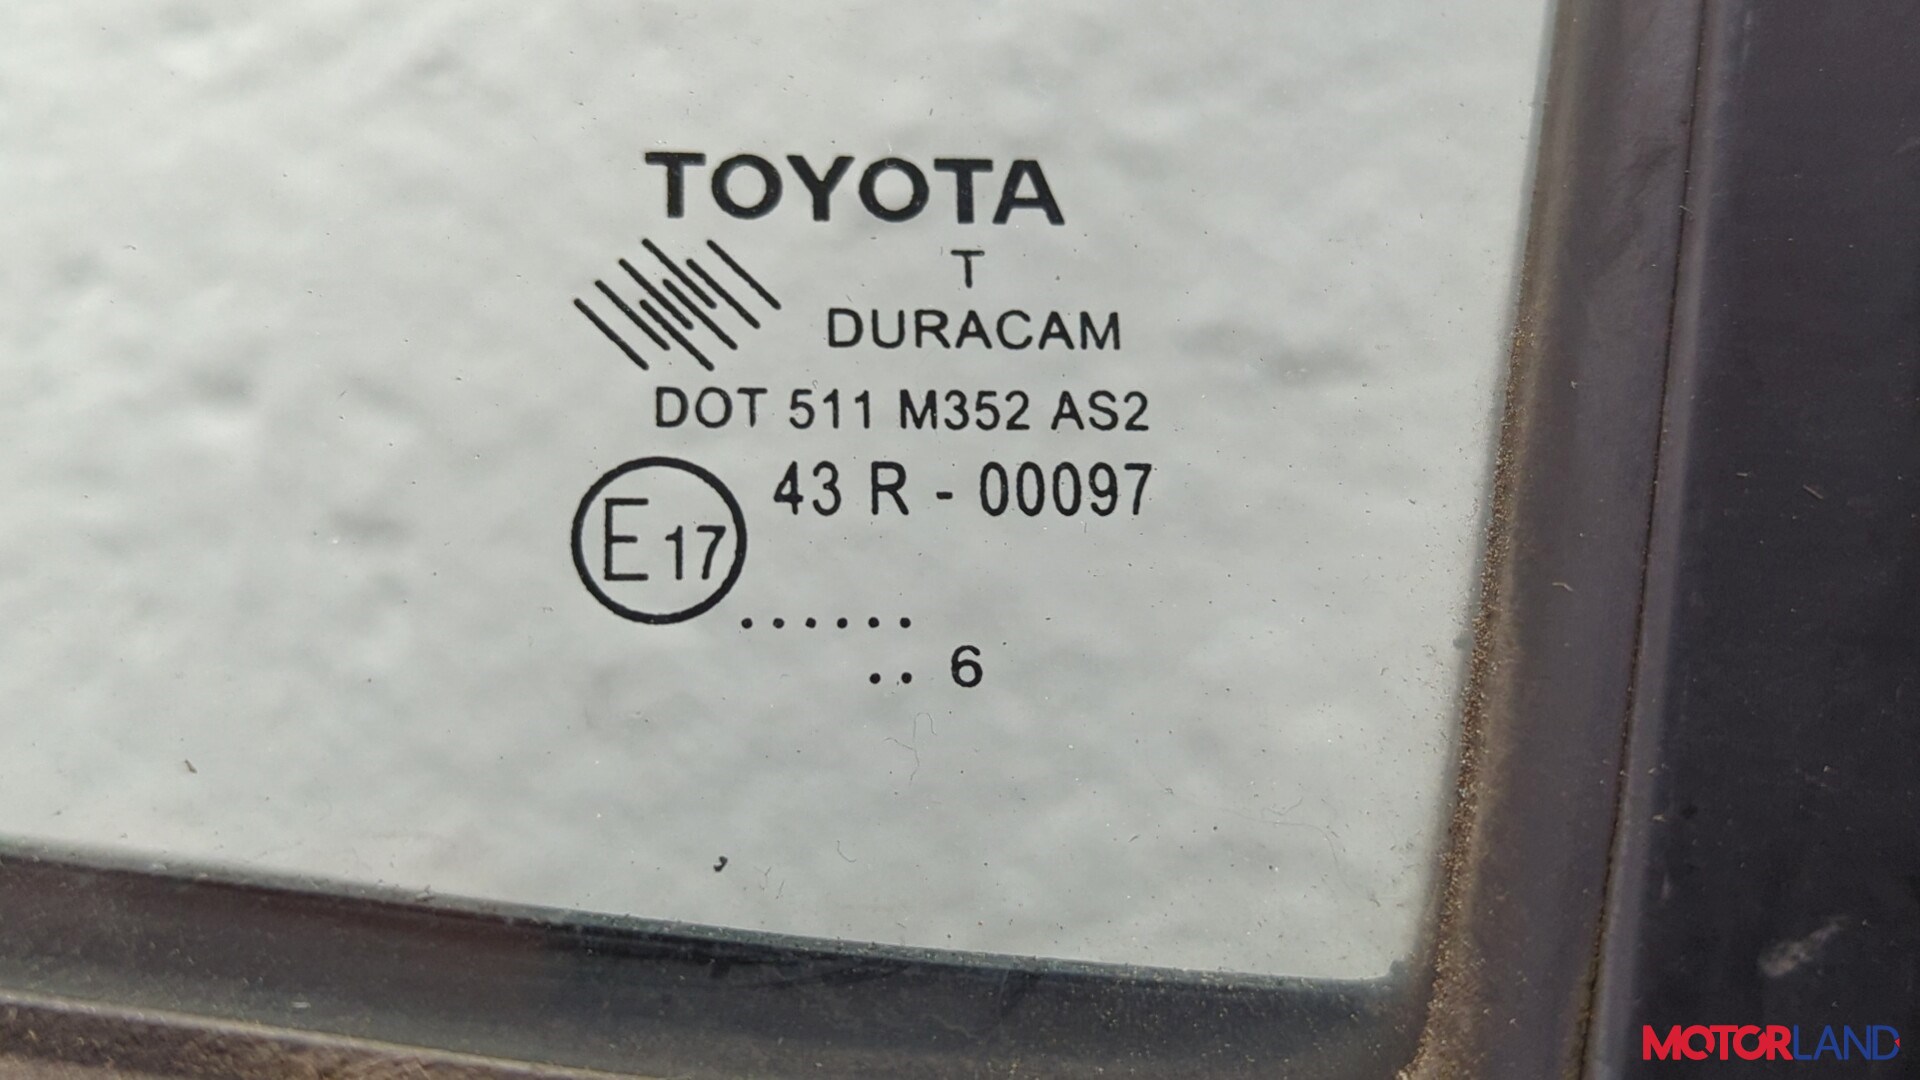 TOYOTA
T
DURACAM
DOT 511 M352 AS2
43 R - 00097
E17
......
.. 6
MOTORLAND